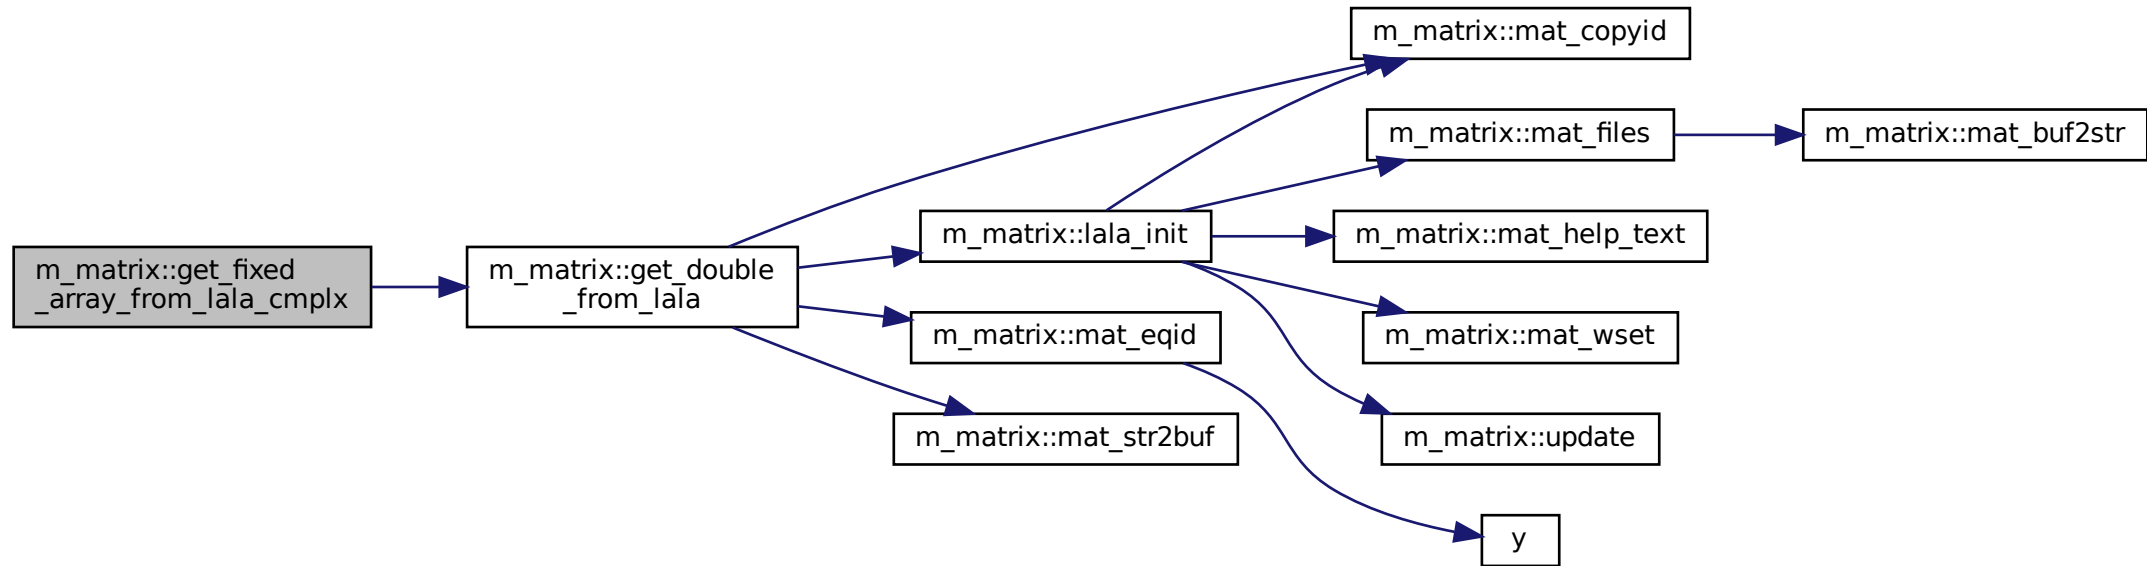 m_matrix::get_fixed
_array_from_lala_cmplx
m_matrix::get_double
_from_lala
m_matrix::mat_copyid
m_matrix::lala_init
m_matrix::mat_files
m_matrix::mat_buf2str
m_matrix::mat_help_text
m_matrix::mat_wset
m_matrix::update
m_matrix::mat_eqid
y
m_matrix::mat_str2buf